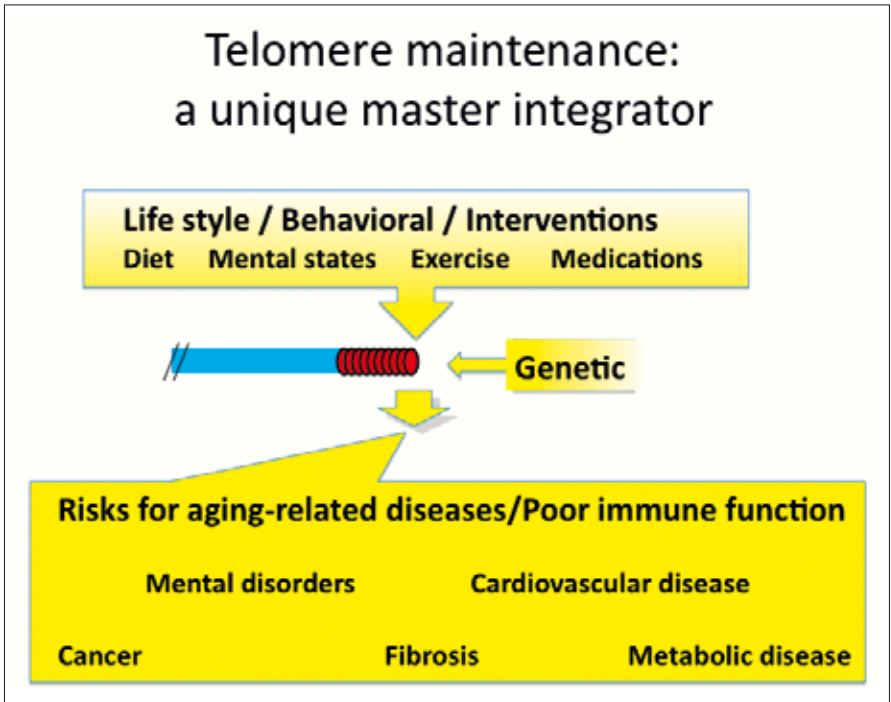 Telomere maintenance:
a unique master integrator
Life style / Behavioral / Interventions
Diet Mental states Exercise Medications
Genetic
Risks for aging-related diseases/Poor immune function
Mental disorders Cardiovascular disease
Cancer Fibrosis Metabolic disease